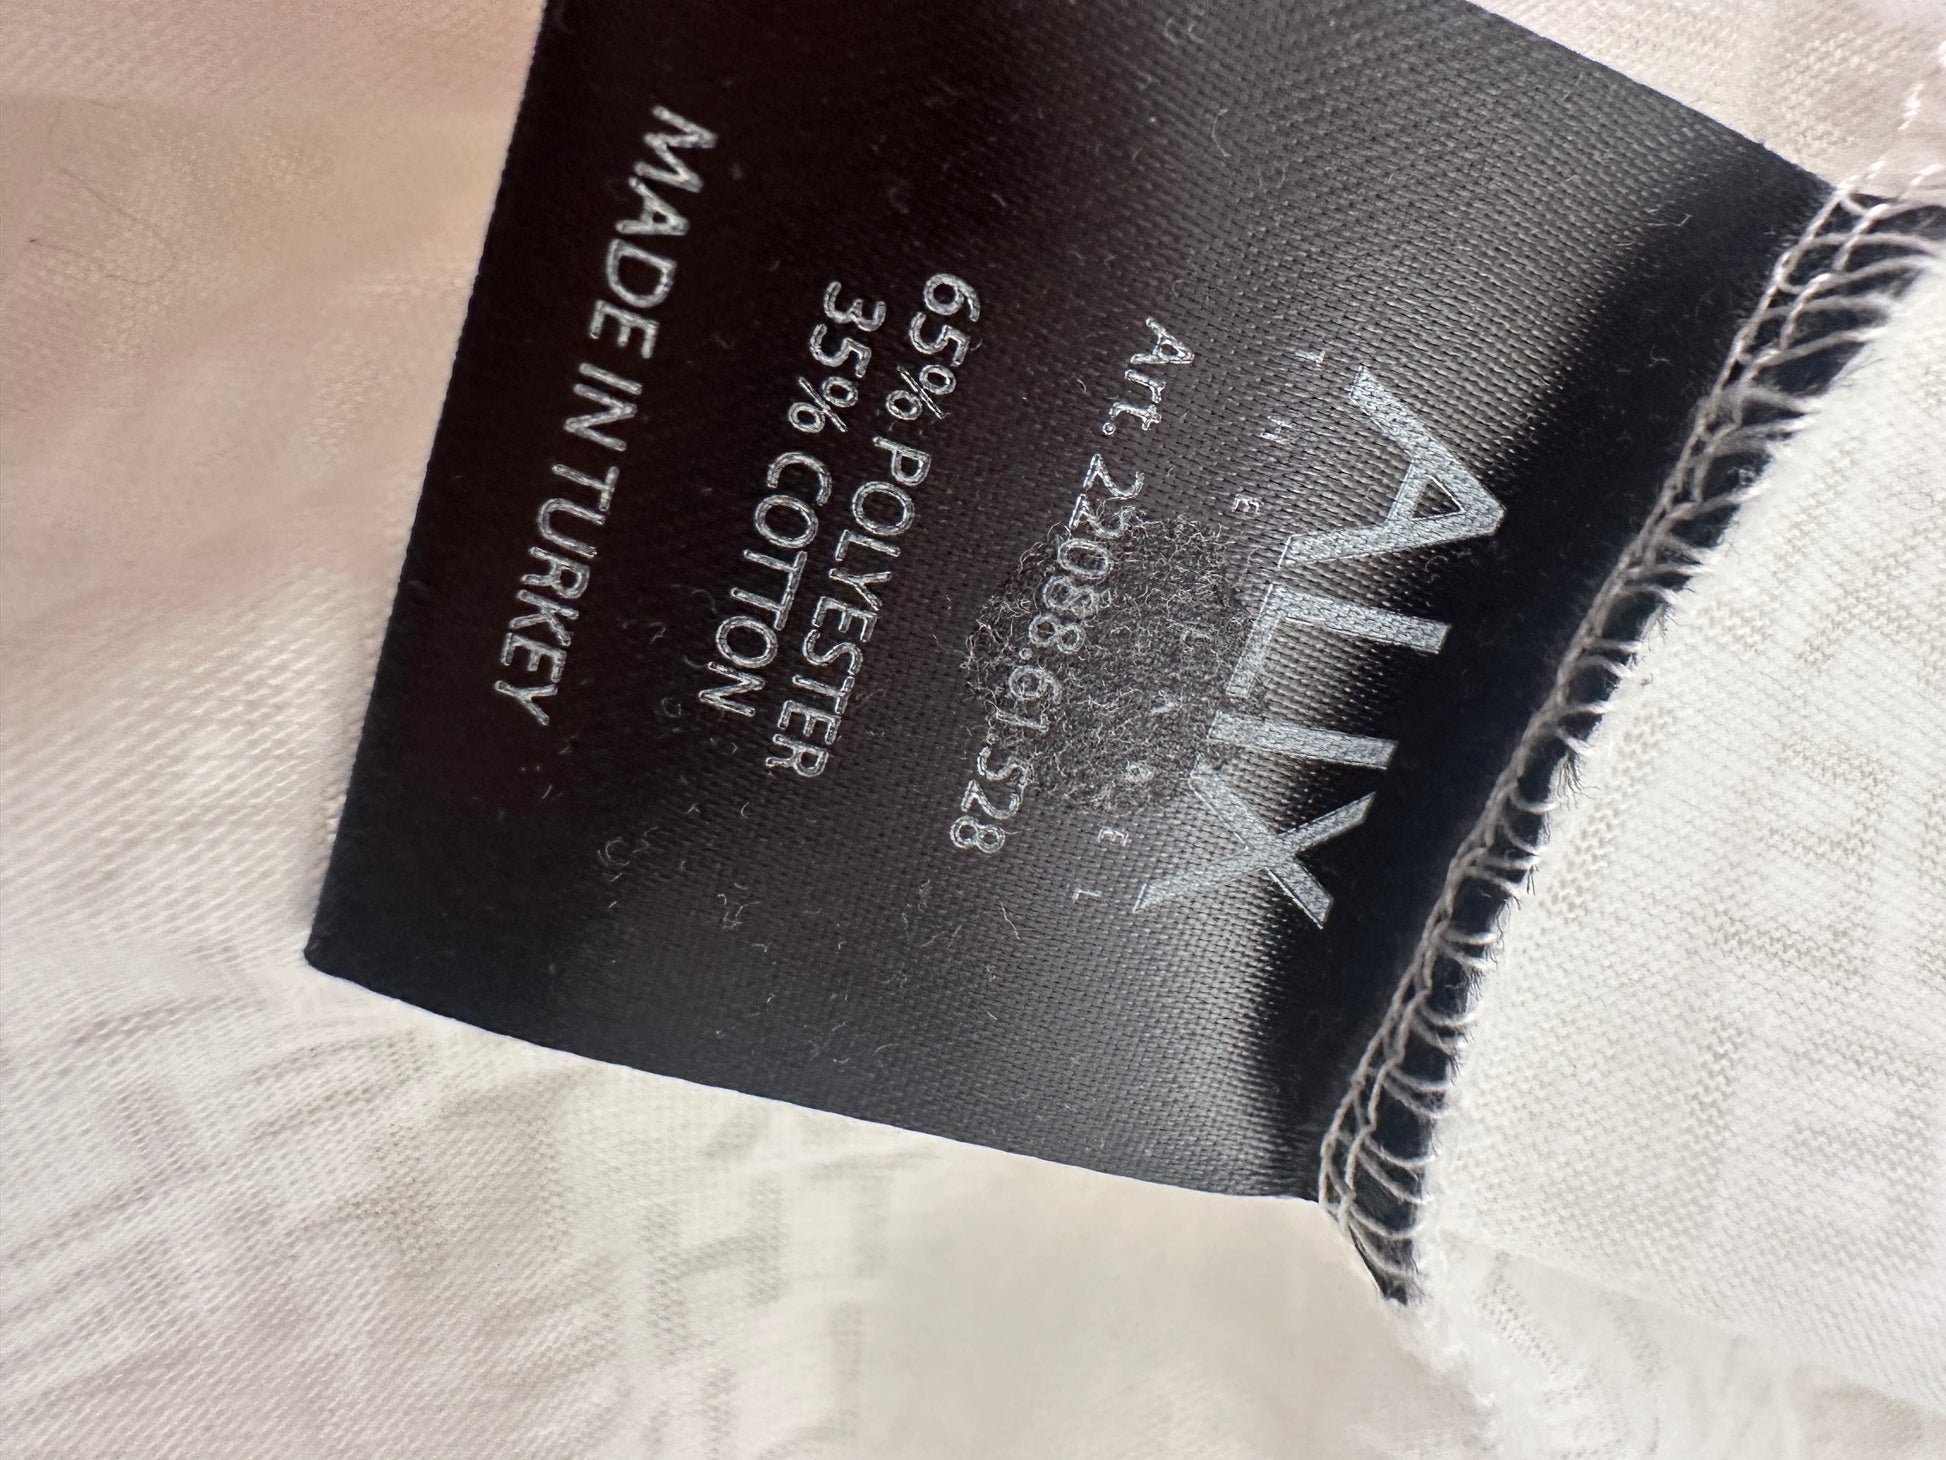 ALIX
THE LABEL
Art. 22088.61.528
65% POLYESTER
35% COTTON
MADE IN TURKEY